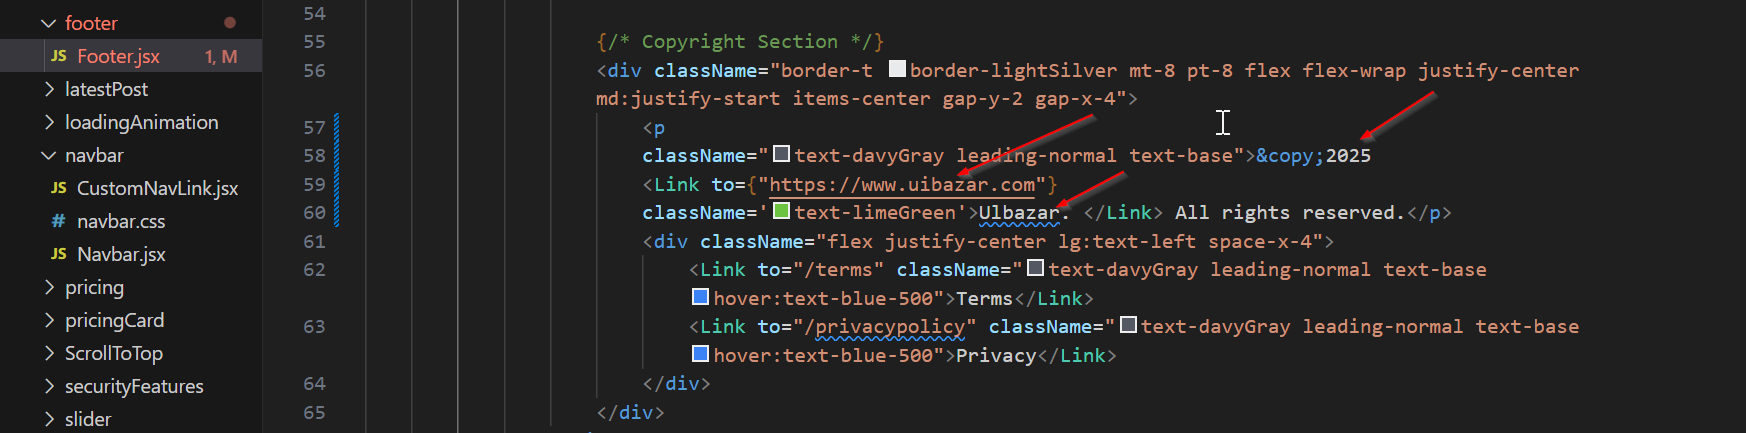 footer
JS Footer.jsx 1, M
latestPost
loadingAnimation
navbar
JS CustomNavLink.jsx
# navbar.css
JS Navbar.jsx
pricing
pricingCard
ScrollToTop
securityFeatures
slider
54
55 {/* Copyright Section */}
56 <div className="border-t border-lightSilver mt-8 pt-8 flex flex-wrap justify-center
md:justify-start items-center gap-y-2 gap-x-4">
57 <p
58 className="text-davyGray leading-normal text-base">&copy;2025
59 <Link to={"https://www.uibazar.com"}
60 className='text-limeGreen'>Ulbazar. </Link> All rights reserved.</p>
61 <div className="flex justify-center lg:text-left space-x-4">
62 <Link to="/terms" className="text-davyGray leading-normal text-base
hover:text-blue-500">Terms</Link>
63 <Link to="/privacypolicy" className="text-davyGray leading-normal text-base
hover:text-blue-500">Privacy</Link>
64 </div>
65 </div>